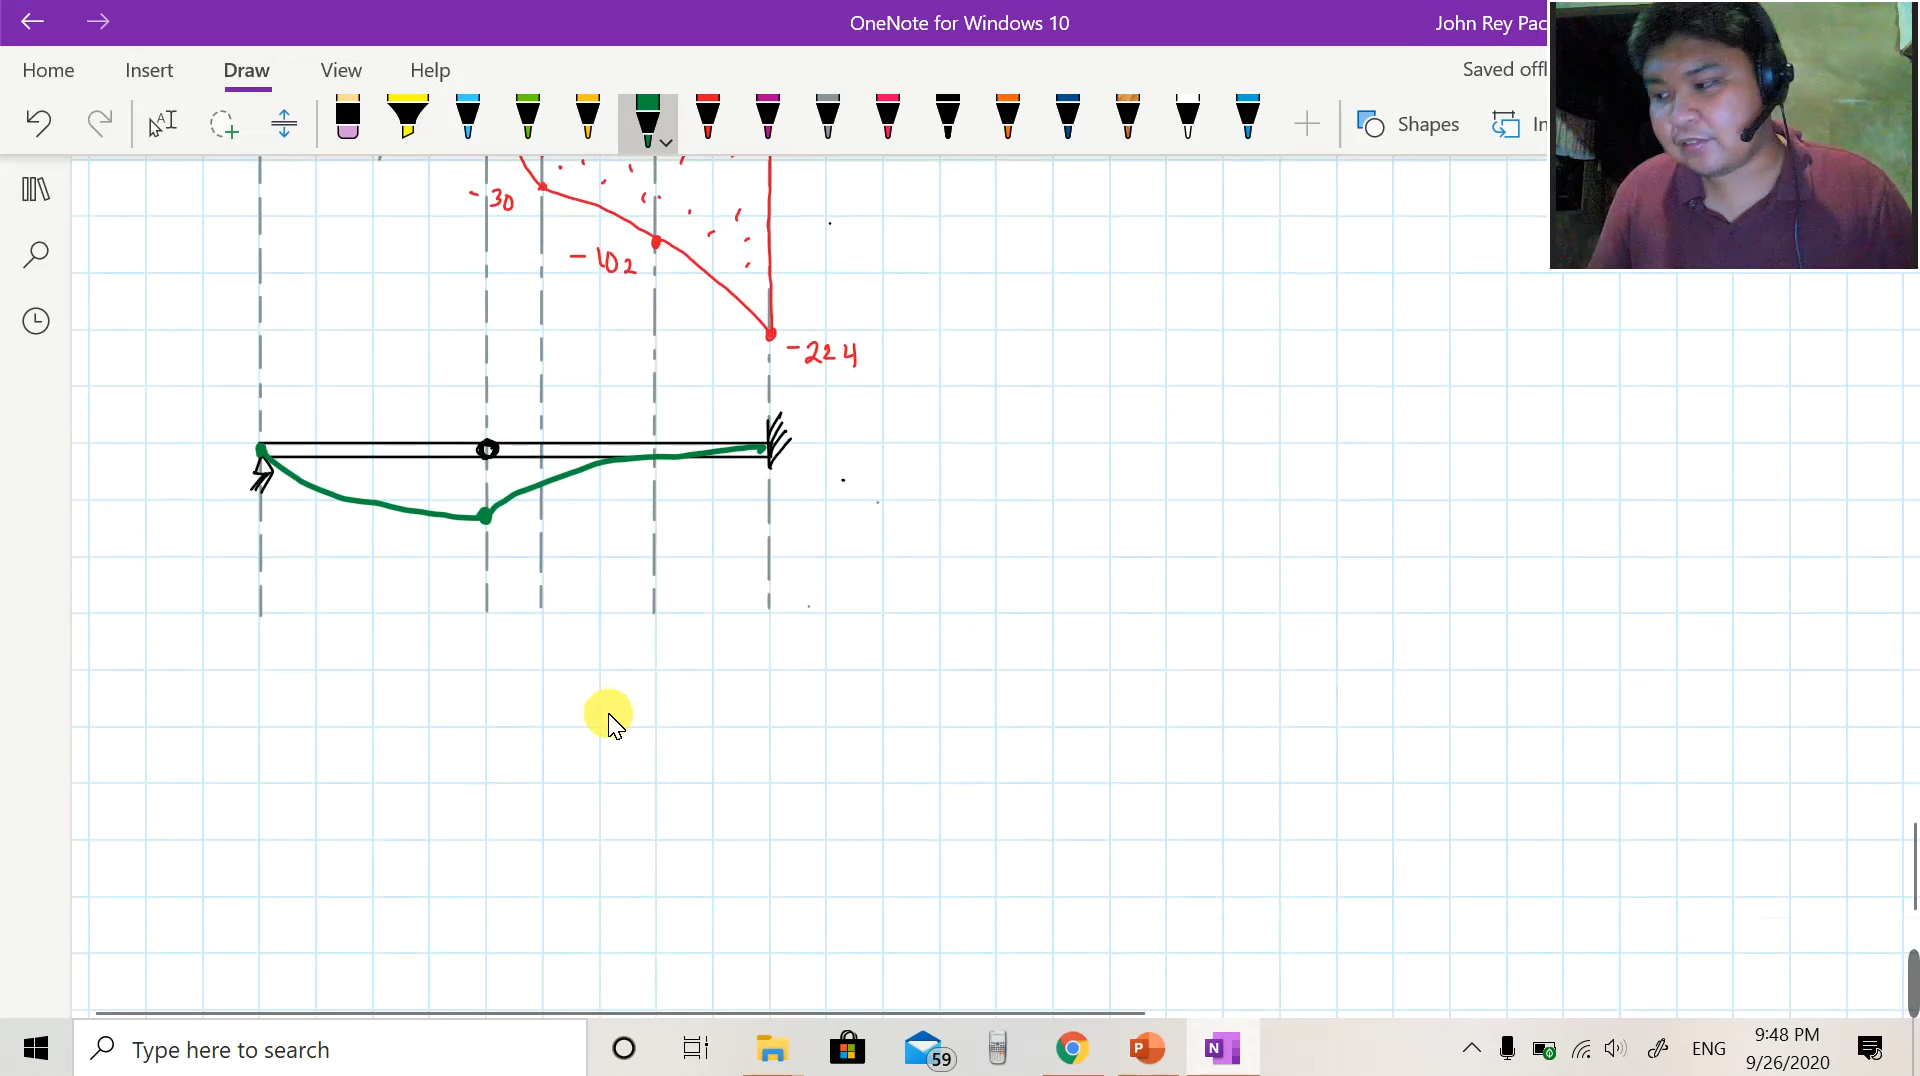 OneNote for Windows 10
John Rey Pac
Home Insert Draw View Help
Saved offl
Shapes
In
-30
-102
-224
Type here to search
59
ENG
9:48 PM
9/26/2020